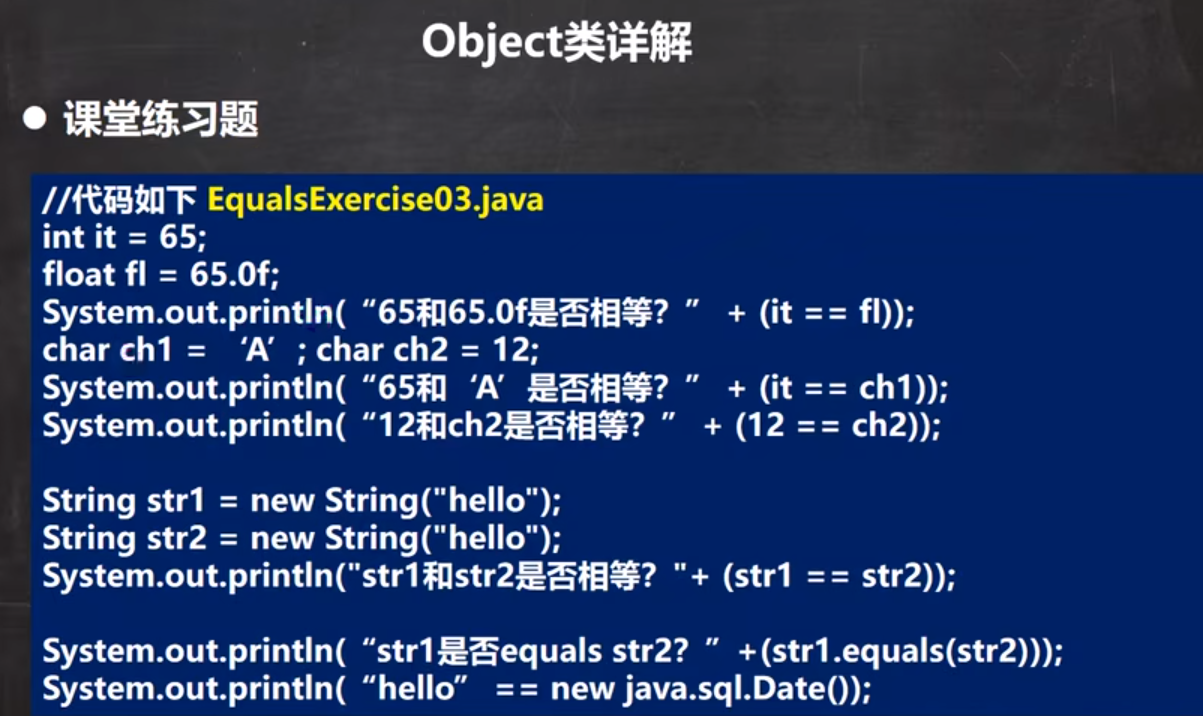 Object类详解
● 课堂练习题
//代码如下 EqualsExercise03.java
int it = 65;
float fl = 65.0f;
System.out.println(“65和65.0f是否相等？” + (it == fl));
char ch1 = ‘A’; char ch2 = 12;
System.out.println(“65和‘A’是否相等？” + (it == ch1));
System.out.println(“12和ch2是否相等？” + (12 == ch2));
String str1 = new String("hello");
String str2 = new String("hello");
System.out.println("str1和str2是否相等？"+ (str1 == str2));
System.out.println(“str1是否equals str2？”+(str1.equals(str2)));
System.out.println(“hello” == new java.sql.Date());